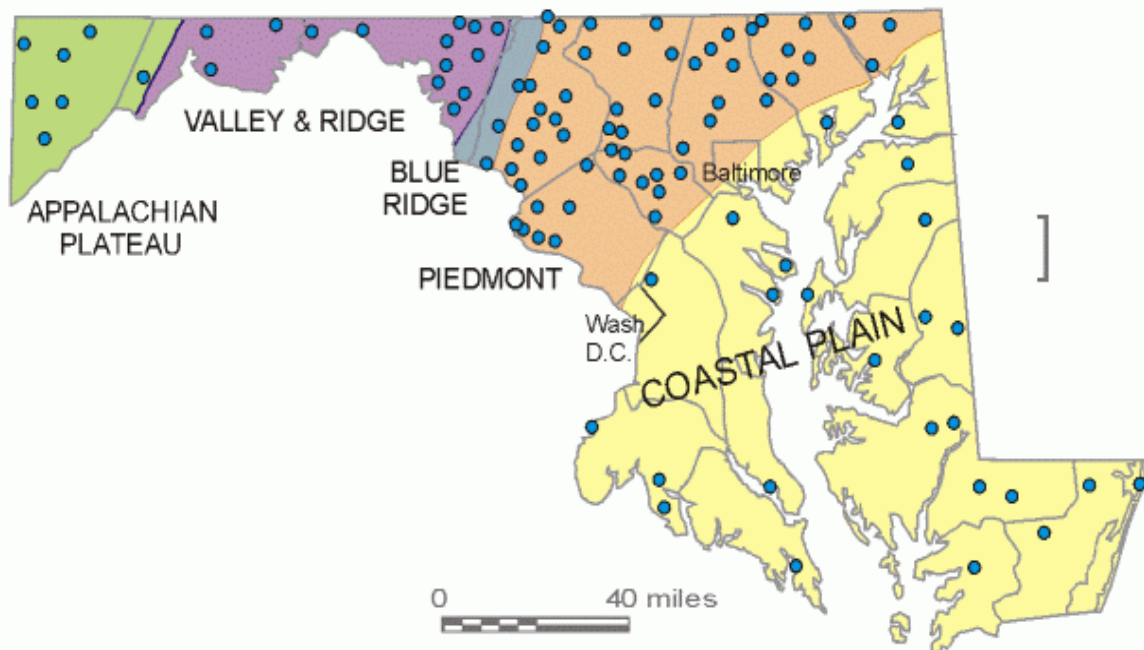 VALLEY & RIDGE
Baltimore
BLUE
RIDGE
APPALACHIAN
PLATEAU
PIEDMONT
Wash
D.C.
COASTAL PLAIN
0 40 miles